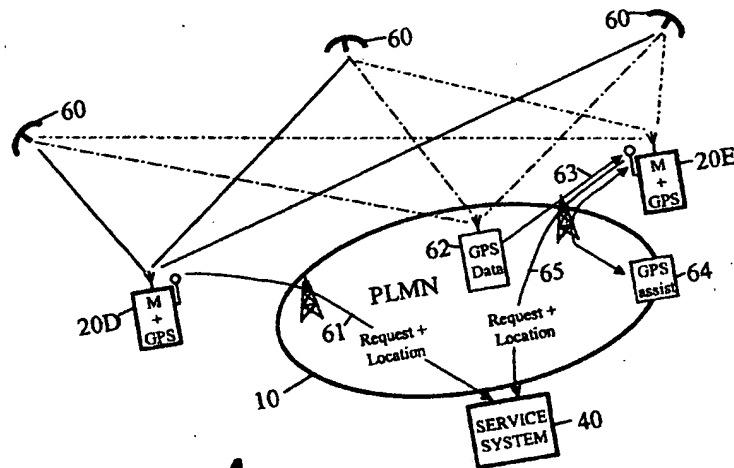 60
60
60
M
+
GPS
20E
63
62
GPS
Data
65
GPS
assist
64
PLMN
M
+
GPS
20D
61
Request +
Location
Request +
Location
10
SERVICE
SYSTEM
40